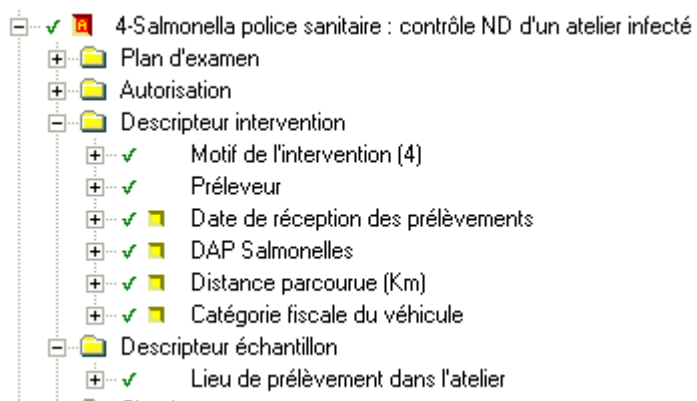 4-Salmonella police sanitaire : contrôle ND d'un atelier infecté
Plan d'examen
Autorisation
Descripteur intervention
Motif de l'intervention (4)
Préleveur
Date de réception des prélèvements
DAP Salmonelles
Distance parcourue (Km)
Catégorie fiscale du véhicule
Descripteur échantillon
Lieu de prélèvement dans l'atelier